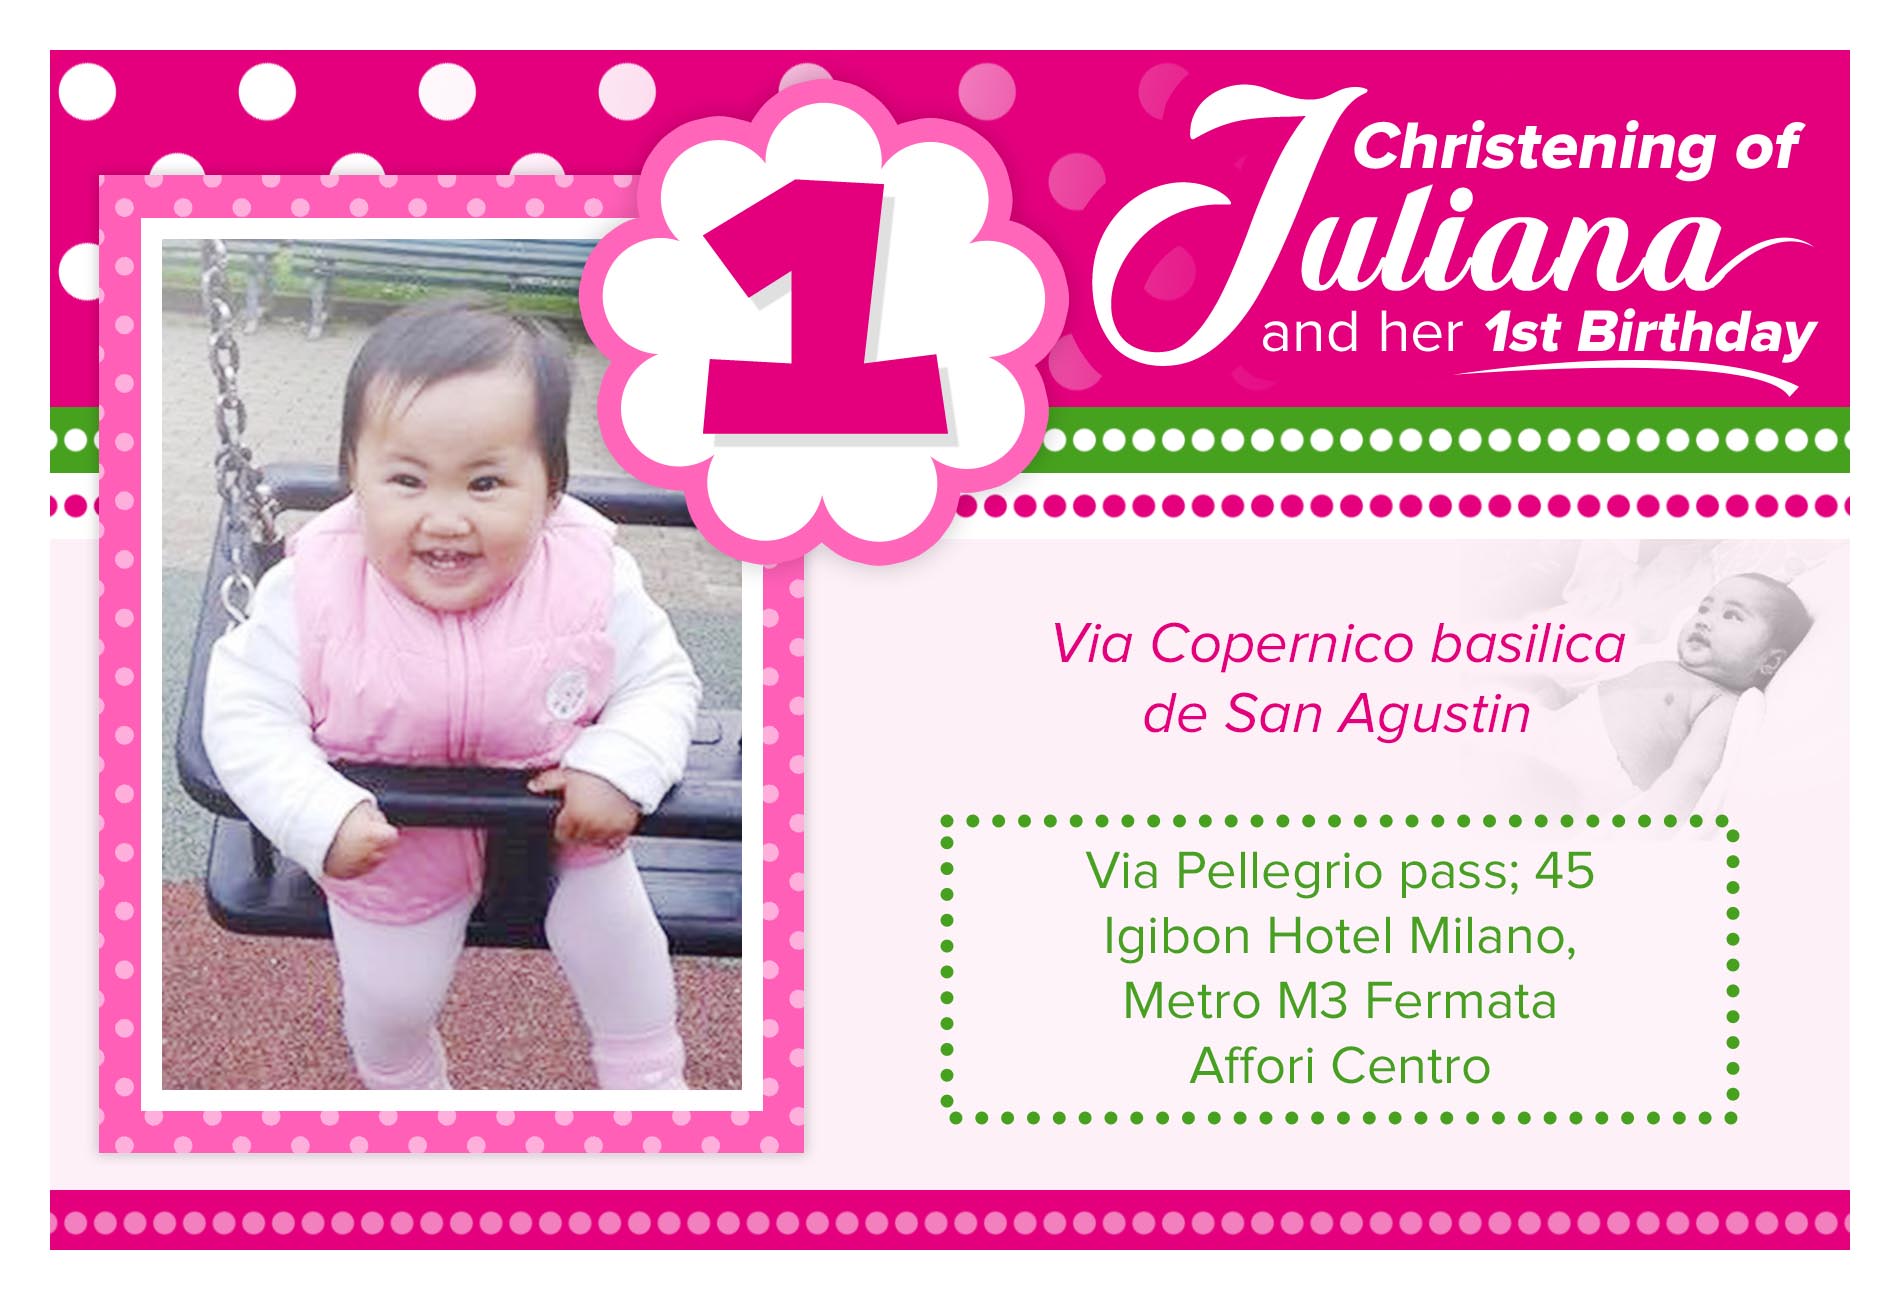 1
Christening of
Juliana
and her 1st Birthday
Via Copernico basilica
de San Agustin
Via Pellegrio pass; 45
Igibon Hotel Milano,
Metro M3 Fermata
Affori Centro